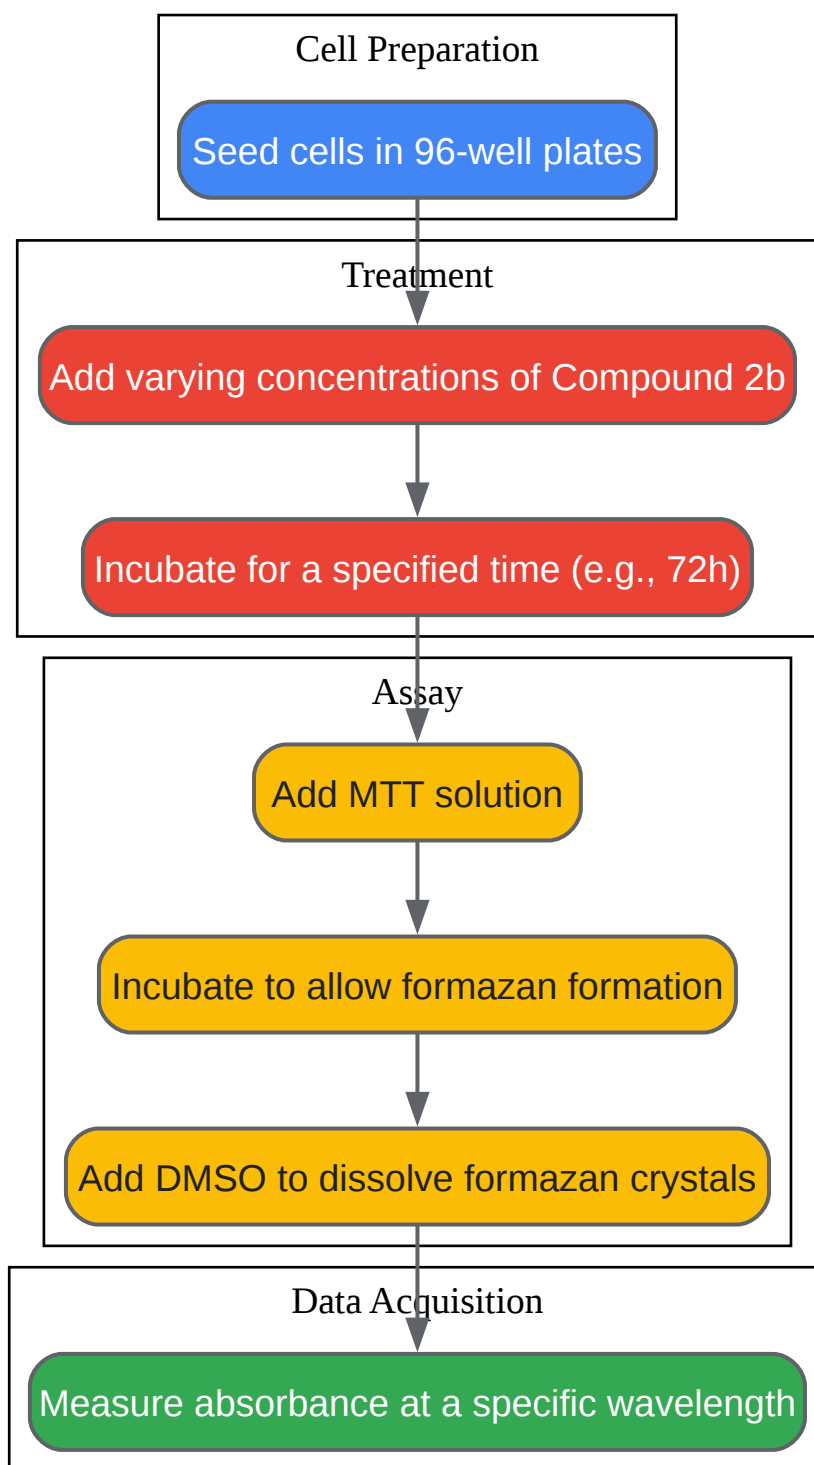 Cell Preparation
Seed cells in 96-well plates
Treatment
Add varying concentrations of Compound 2b
Incubate for a specified time (e.g., 72h)
Assay
Add MTT solution
Incubate to allow formazan formation
Add DMSO to dissolve formazan crystals
Data Acquisition
Measure absorbance at a specific wavelength